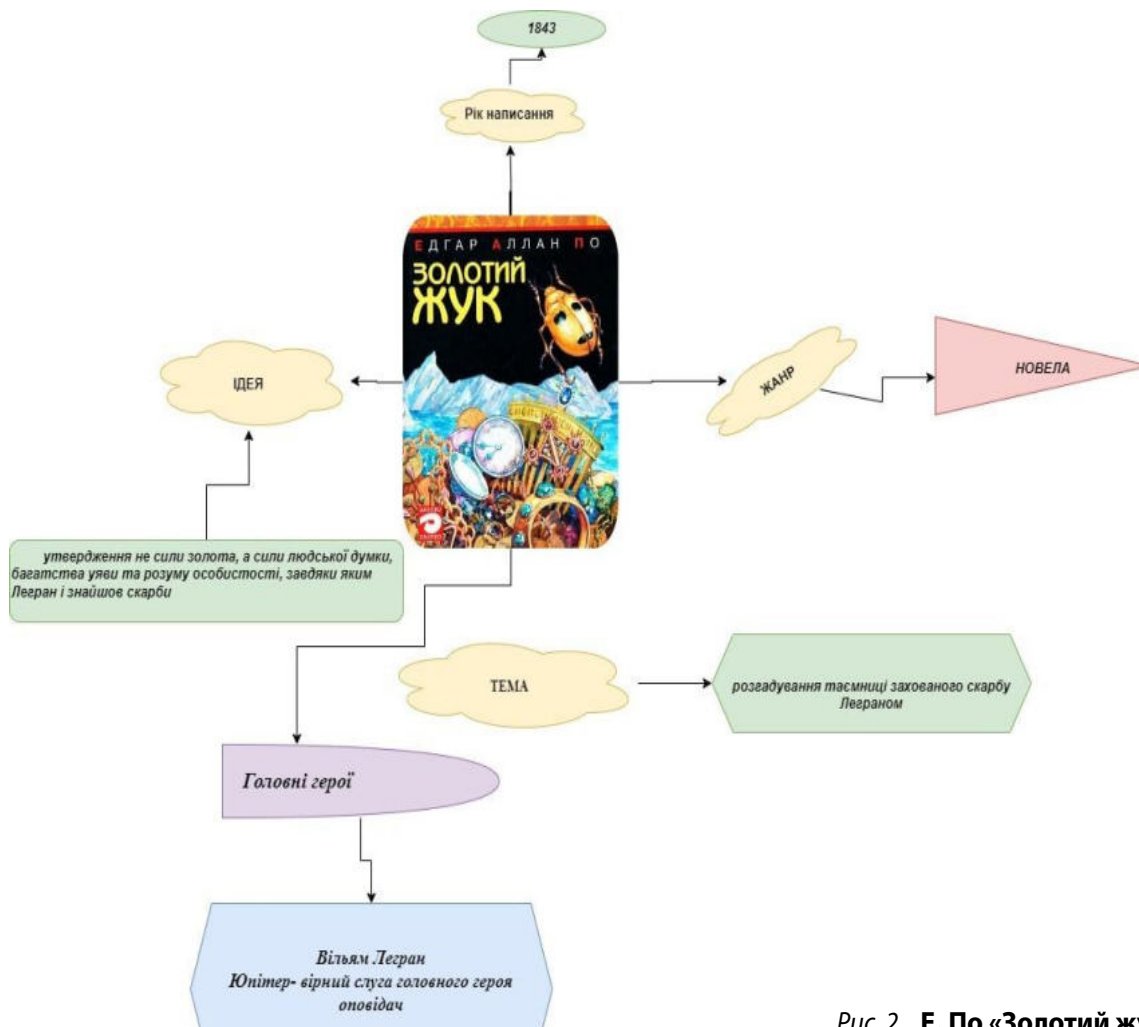 1843
Рік написання
ЕДГАР АЛЛАН ПО
ЗОЛОТИЙ
ЖУК
ІДЕЯ
ЖАНР
НОВЕЛА
утвердження не сили золота, а сили людської думки,
багатства уяви та розуму особистості, завдяки яким
Легран і знайшов скарби
ТЕМА
розгадування таємниці захованого скарбу
Леграном
Головні герої
Вільям Легран
Юпітер- вірний слуга головного героя
оповідач
Рис. 2. Е. По «Золотий жу